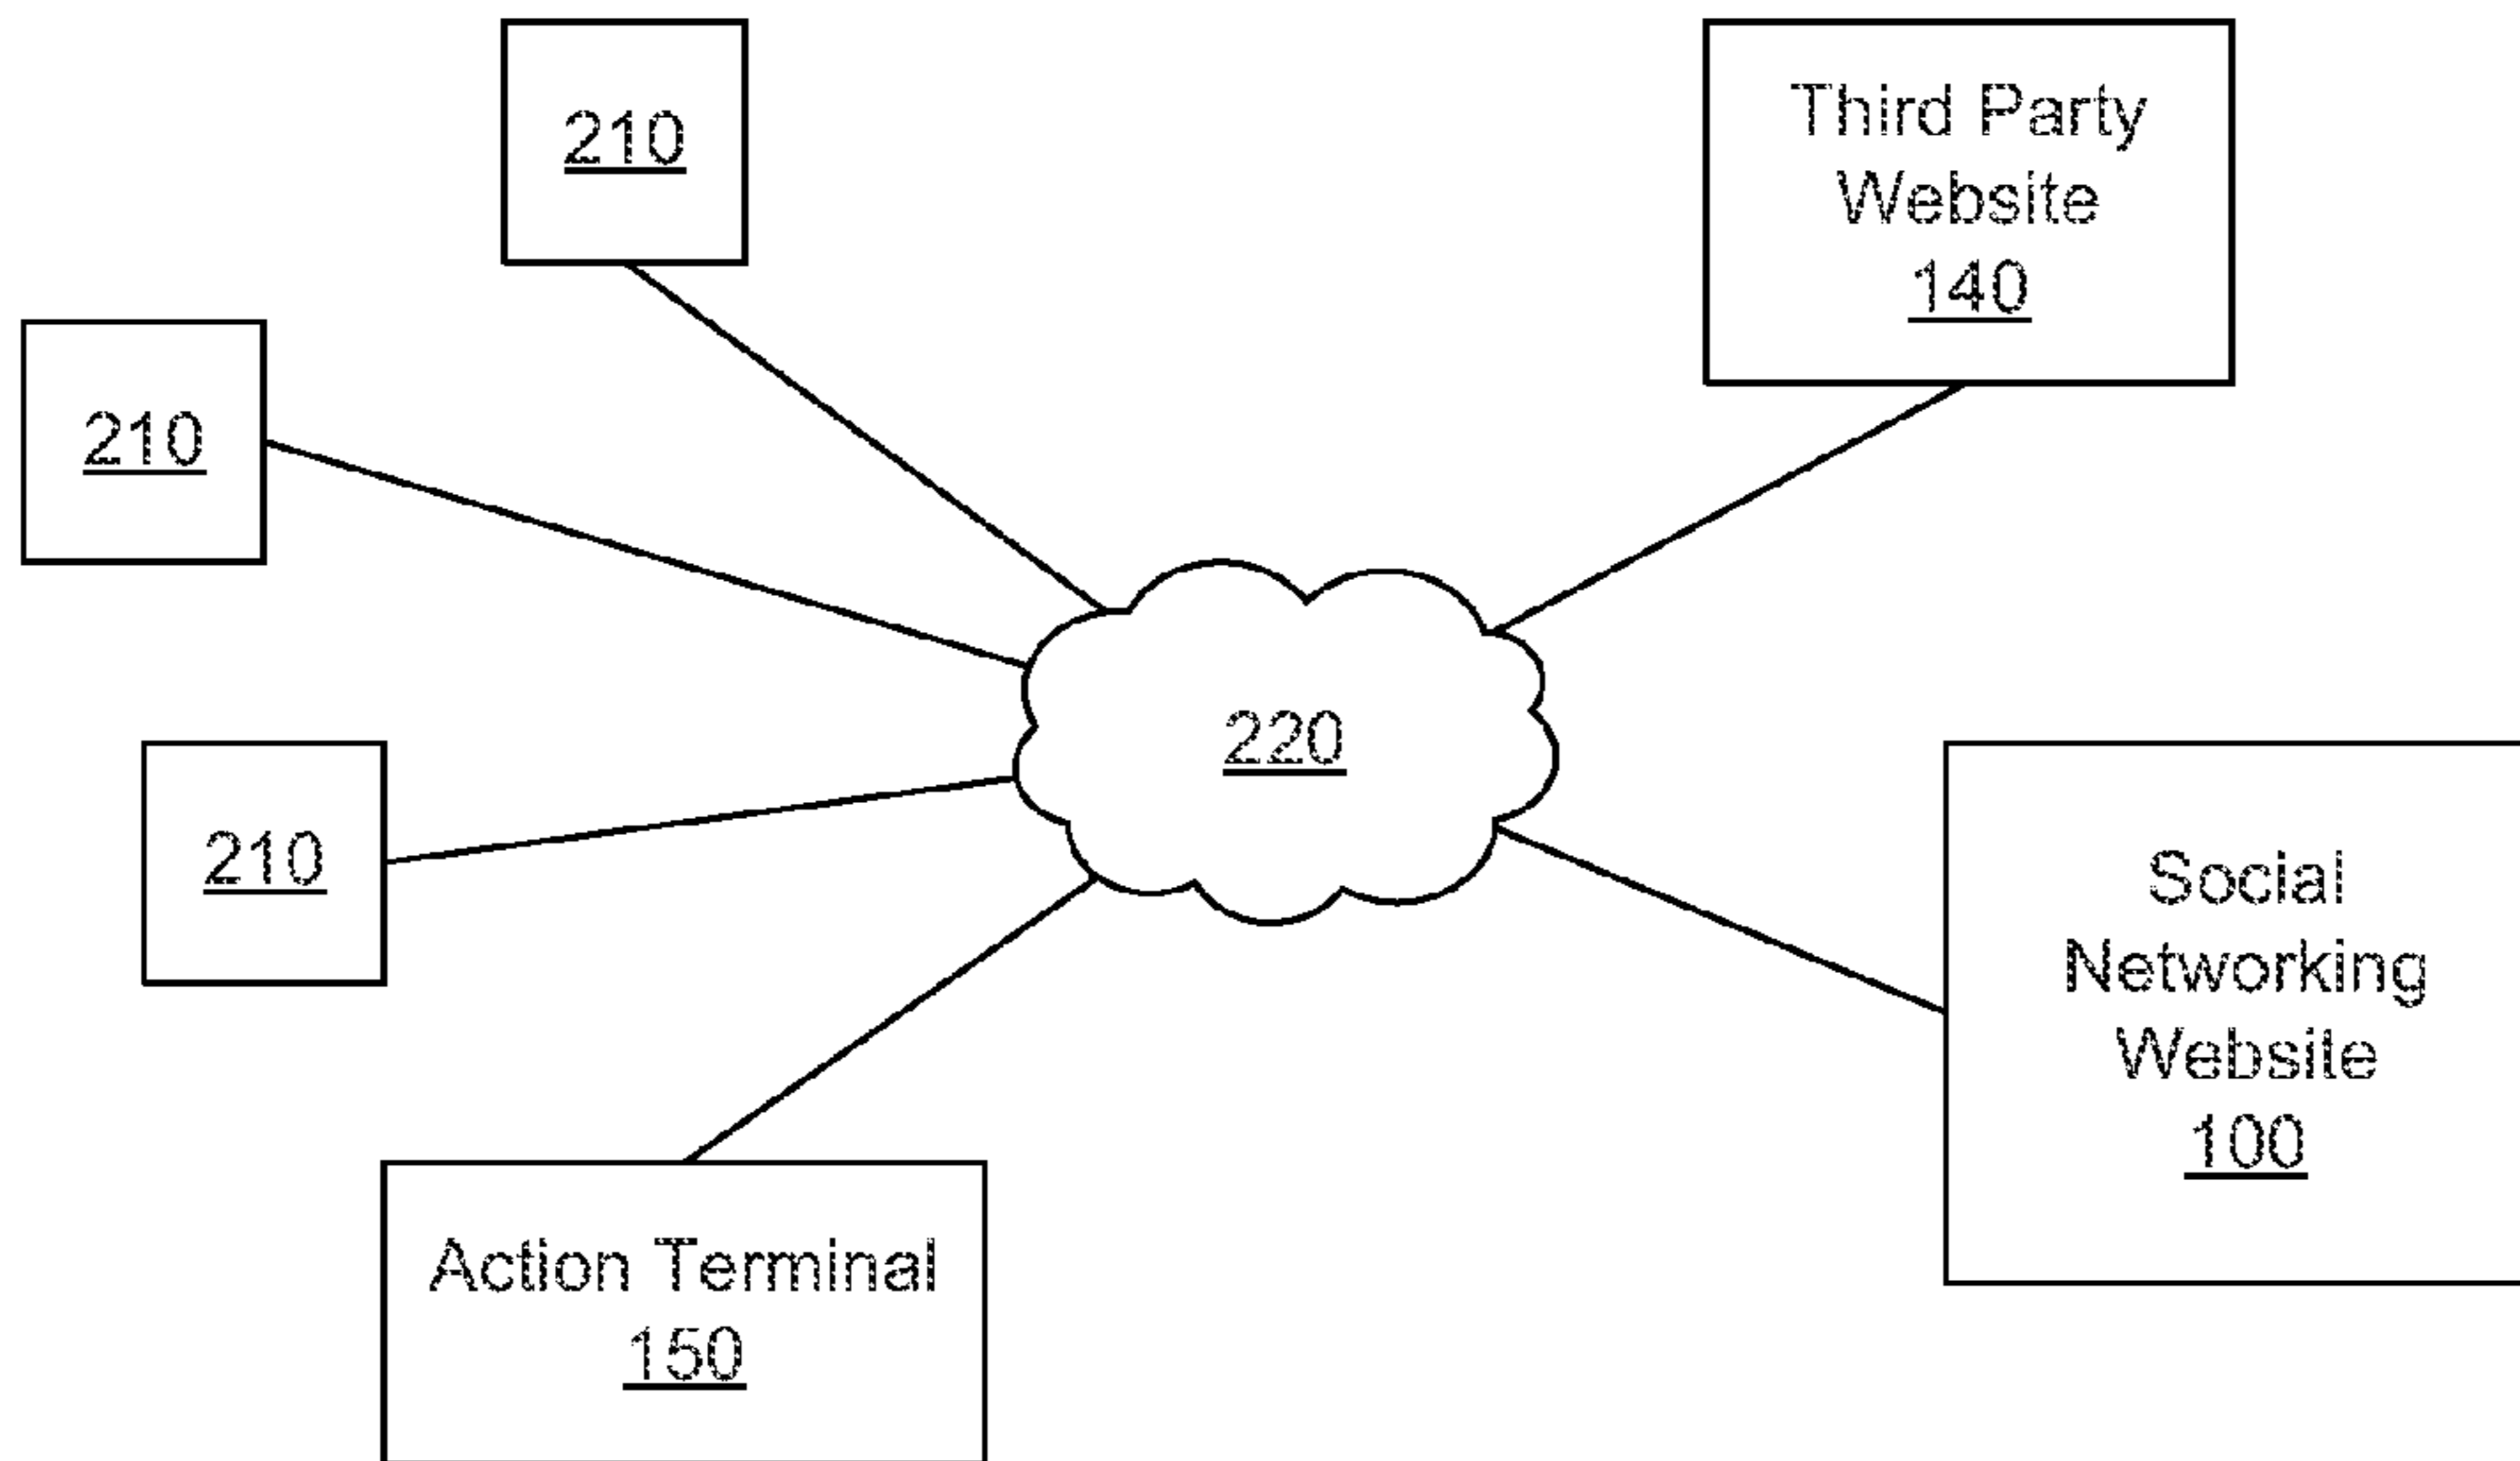 210
Third Party
Website
140
210
220
210
Social
Networking
Website
100
Action Terminal
150